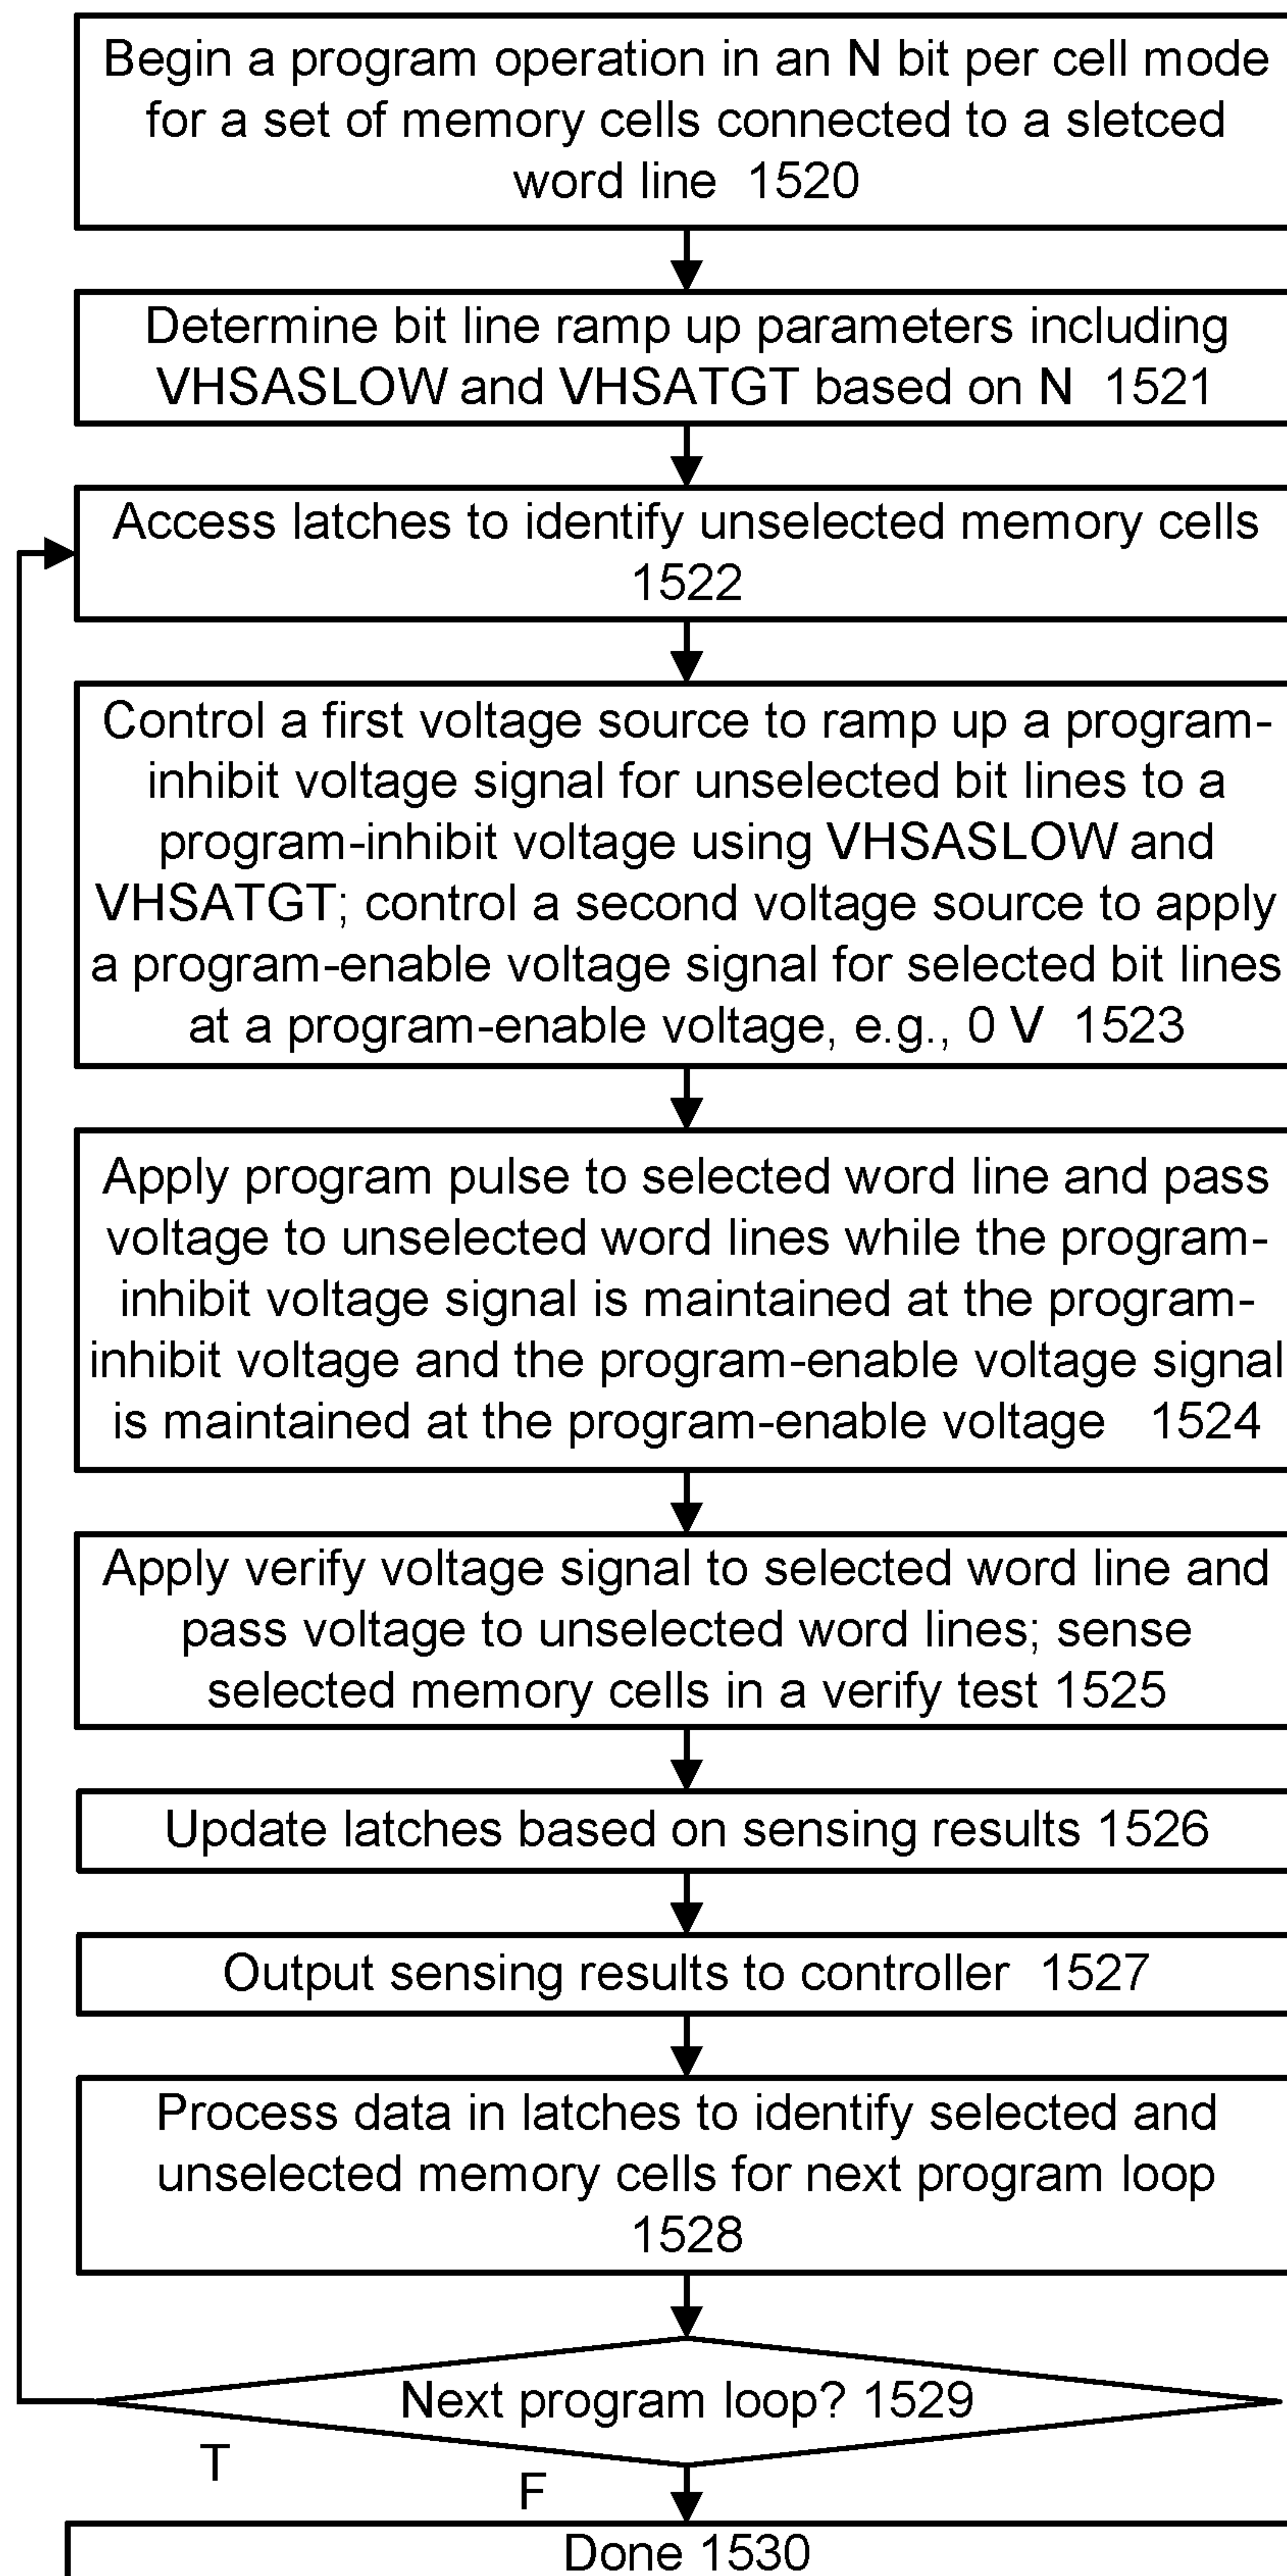 Begin a program operation in an N bit per cell mode
for a set of memory cells connected to a sletced
word line 1520
Determine bit line ramp up parameters including
VHSASLOW and VHSATGT based on N 1521
Access latches to identify unselected memory cells
1522
Control a first voltage source to ramp up a program-
inhibit voltage signal for unselected bit lines to a
program-inhibit voltage using VHSASLOW and
VHSATGT; control a second voltage source to apply
a program-enable voltage signal for selected bit lines
at a program-enable voltage, e.g., 0 V 1523
Apply program pulse to selected word line and pass
voltage to unselected word lines while the program-
inhibit voltage signal is maintained at the program-
inhibit voltage and the program-enable voltage signal
is maintained at the program-enable voltage 1524
Apply verify voltage signal to selected word line and
pass voltage to unselected word lines; sense
selected memory cells in a verify test 1525
Update latches based on sensing results 1526
Output sensing results to controller 1527
Process data in latches to identify selected and
unselected memory cells for next program loop
1528
Next program loop? 1529
T
F
Done 1530